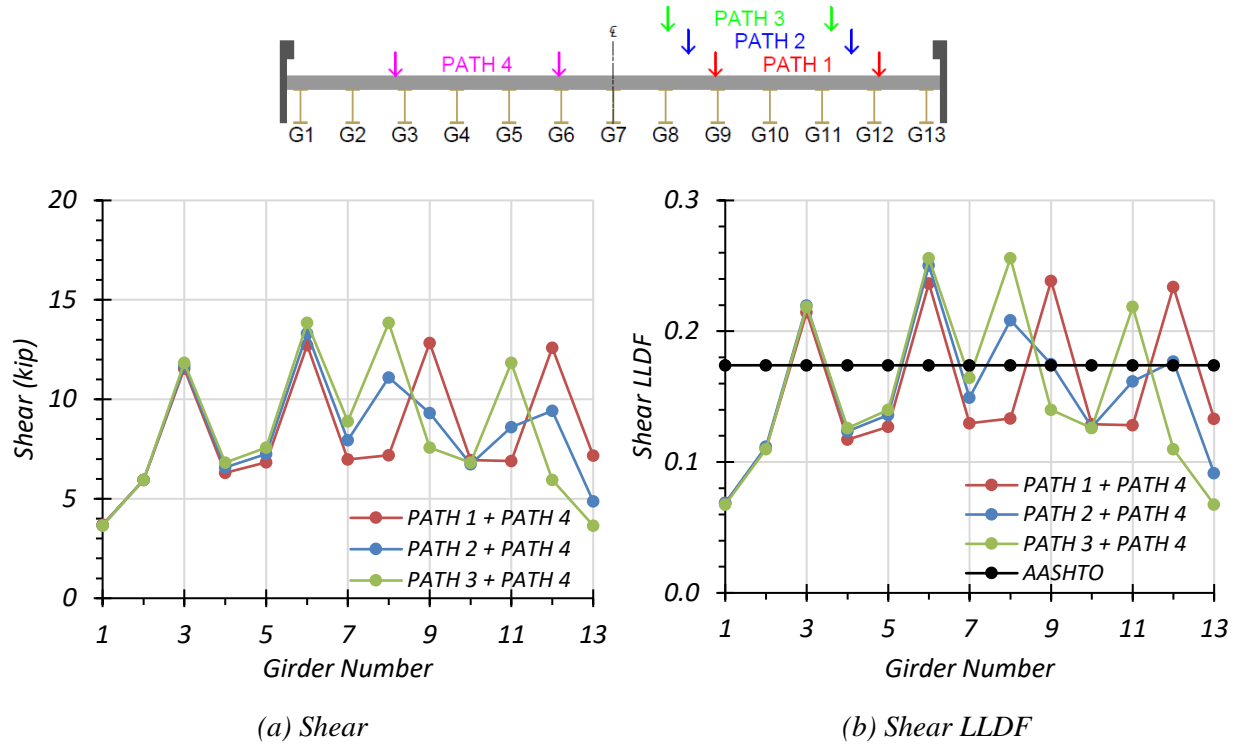 ℄
PATH 3
PATH 2
PATH 4
PATH 1
G1 G2 G3 G4 G5 G6 G7 G8 G9 G10 G11 G12 G13
20
15
10
5
0
Shear (kip)
1 3 5 7 9 11 13
Girder Number
PATH 1 + PATH 4
PATH 2 + PATH 4
PATH 3 + PATH 4
(a) Shear
0.3
0.2
0.1
0.0
Shear LLDF
1 3 5 7 9 11 13
Girder Number
PATH 1 + PATH 4
PATH 2 + PATH 4
PATH 3 + PATH 4
AASHTO
(b) Shear LLDF